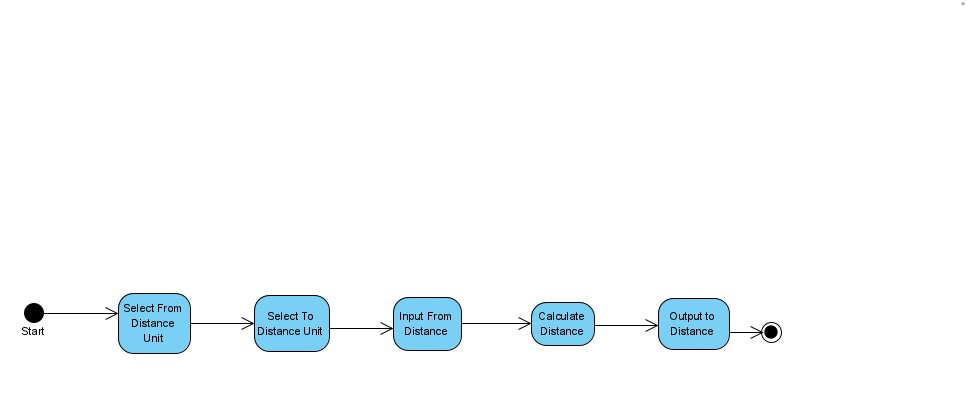 Start
Select From
Distance
Unit
Select To
Distance Unit
Input From
Distance
Calculate
Distance
Output to
Distance